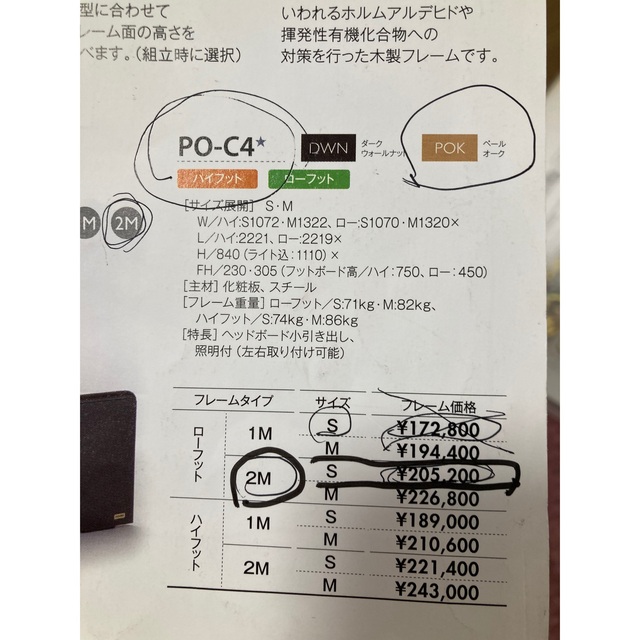 型に合わせて
レーム面の高さを
べます。(組立時に選択)
いわれるホルムアルデヒドや
揮発性有機化合物への
対策を行った木製フレームです。
PO-C4★
DWN ダーク ウォールナット
POK ペール オーク
ハイフット ローフット
M 2M
[サイズ展開] S・M
W/ハイ:S1072・M1322、ロー:S1070・M1320×
L/ハイ:2221、ロー:2219×
H/840(ライト込:1110)×
FH/230・305(フットボード高/ハイ:750、ロー:450)
[主材] 化粧板、スチール
[フレーム重量] ローフット/S:71kg・M:82kg、
ハイフット/S:74kg・M:86kg
[特長] ヘッドボード小引き出し、
照明付(左右取り付け可能)
フレームタイプ サイズ フレーム価格
ローフット 1M S ¥172,800
M ¥194,400
2M S ¥205,200
M ¥226,800
ハイフット 1M S ¥189,000
M ¥210,600
2M S ¥221,400
M ¥243,000